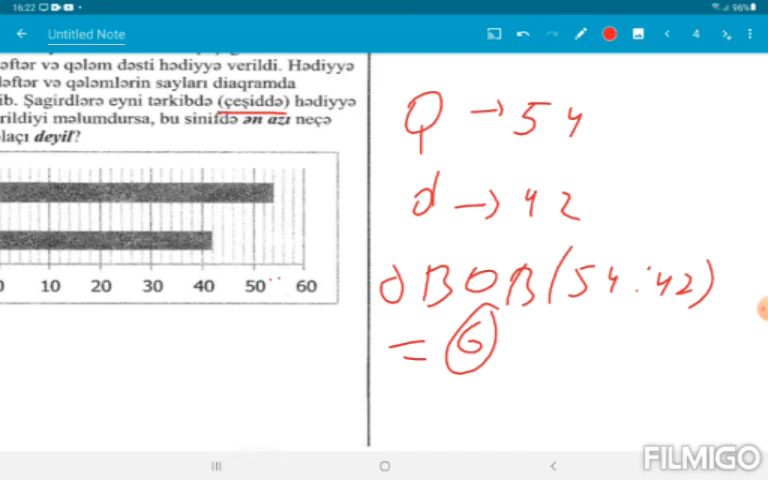 16:22
96%
Untitled Note
4
əftər və qələm dəsti hədiyyə verildi. Hədiyyə
əftər və qələmlərin sayları diaqramda
ib. Şagirdlərə eyni tərkibdə (çeşiddə) hədiyyə
rildiyi məlumdursa, bu sinifdə ən azı neçə
laçı deyil?
0 10 20 30 40 50 60
Q → 54
d → 42
ƏBOB(54:42)
= 6
FILMIGO